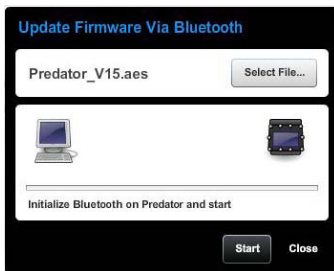 Update Firmware Via Bluetooth
Predator_V15.aes
Select File...
Initialize Bluetooth on Predator and start
Start Close